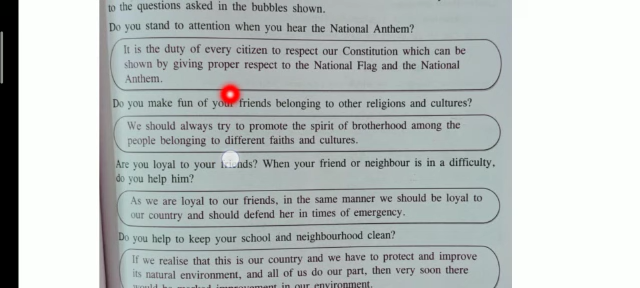 to the questions asked in the bubbles shown.
Do you stand to attention when you hear the National Anthem?
It is the duty of every citizen to respect our Constitution which can be
shown by giving proper respect to the National Flag and the National
Anthem.
Do you make fun of your friends belonging to other religions and cultures?
We should always try to promote the spirit of brotherhood among the
people belonging to different faiths and cultures.
Are you loyal to your friends? When your friend or neighbour is in a difficulty,
do you help him?
As we are loyal to our friends, in the same manner we should be loyal to
our country and should defend her in times of emergency.
Do you help to keep your school and neighbourhood clean?
If we realise that this is our country and we have to protect and improve
its natural environment, and all of us do our part, then very soon there
would be marked improvement in our environment.